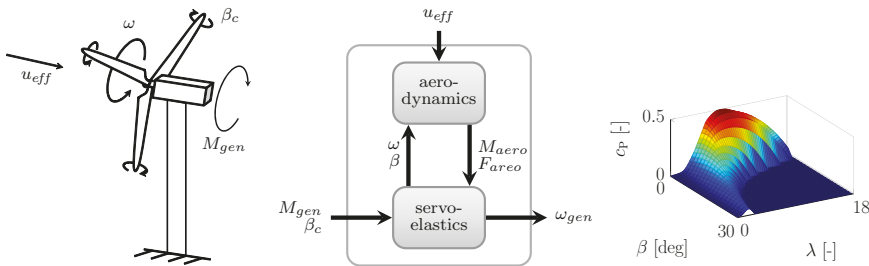 ω
β_c
u_eff
M_gen
u_eff
aero-
dynamics
ω
β
M_aero
F_areo
M_gen
β_c
servo-
elastics
ω_gen
0.5
c_P [-]
0
0
30
0
18
β [deg]
λ [-]